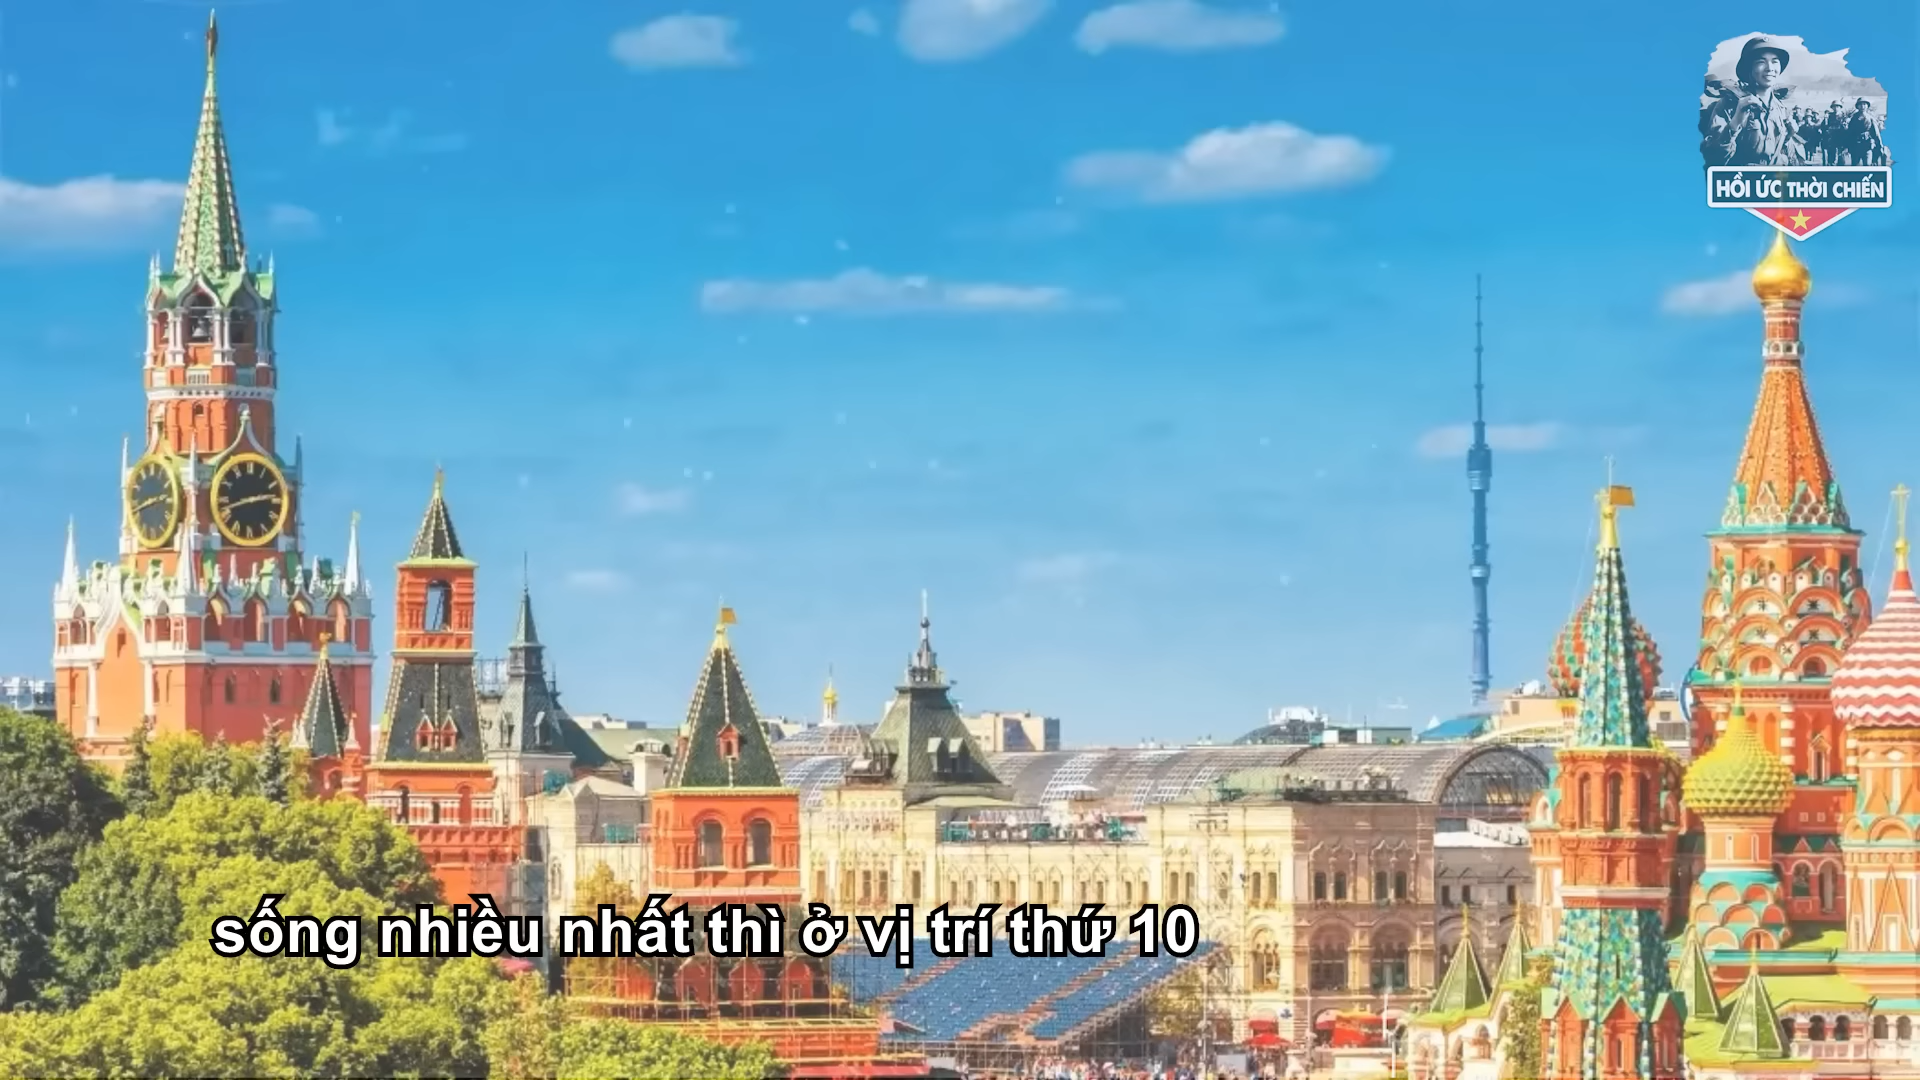 HỒI ỨC THỜI CHIẾN
sống nhiều nhất thì ở vị trí thứ 10